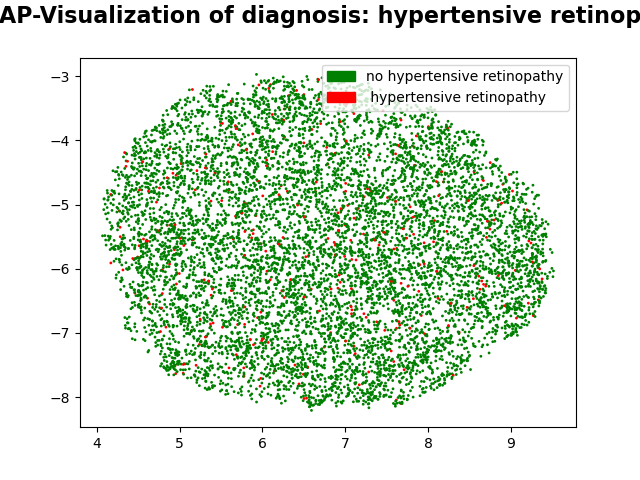 AP-Visualization of diagnosis: hypertensive retinop
no hypertensive retinopathy
hypertensive retinopathy
−3
−4
−5
−6
−7
−8
4 5 6 7 8 9